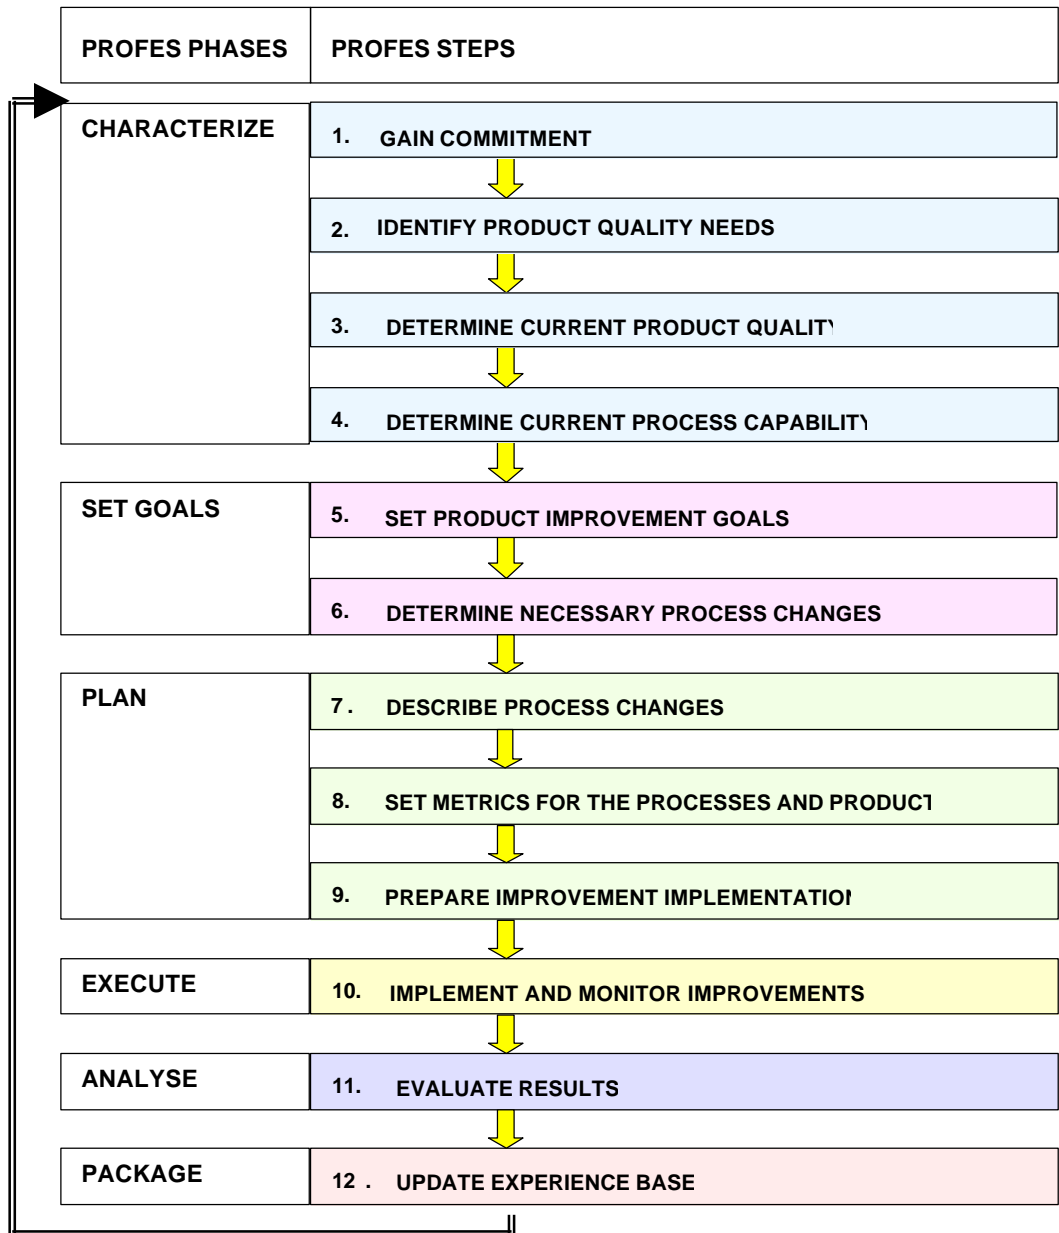 PROFES PHASES PROFES STEPS
CHARACTERIZE
1. GAIN COMMITMENT
2. IDENTIFY PRODUCT QUALITY NEEDS
3. DETERMINE CURRENT PRODUCT QUALITY
4. DETERMINE CURRENT PROCESS CAPABILITY
SET GOALS
5. SET PRODUCT IMPROVEMENT GOALS
6. DETERMINE NECESSARY PROCESS CHANGES
PLAN
7. DESCRIBE PROCESS CHANGES
8. SET METRICS FOR THE PROCESSES AND PRODUCT
9. PREPARE IMPROVEMENT IMPLEMENTATION
EXECUTE
10. IMPLEMENT AND MONITOR IMPROVEMENTS
ANALYSE
11. EVALUATE RESULTS
PACKAGE
12 . UPDATE EXPERIENCE BASE